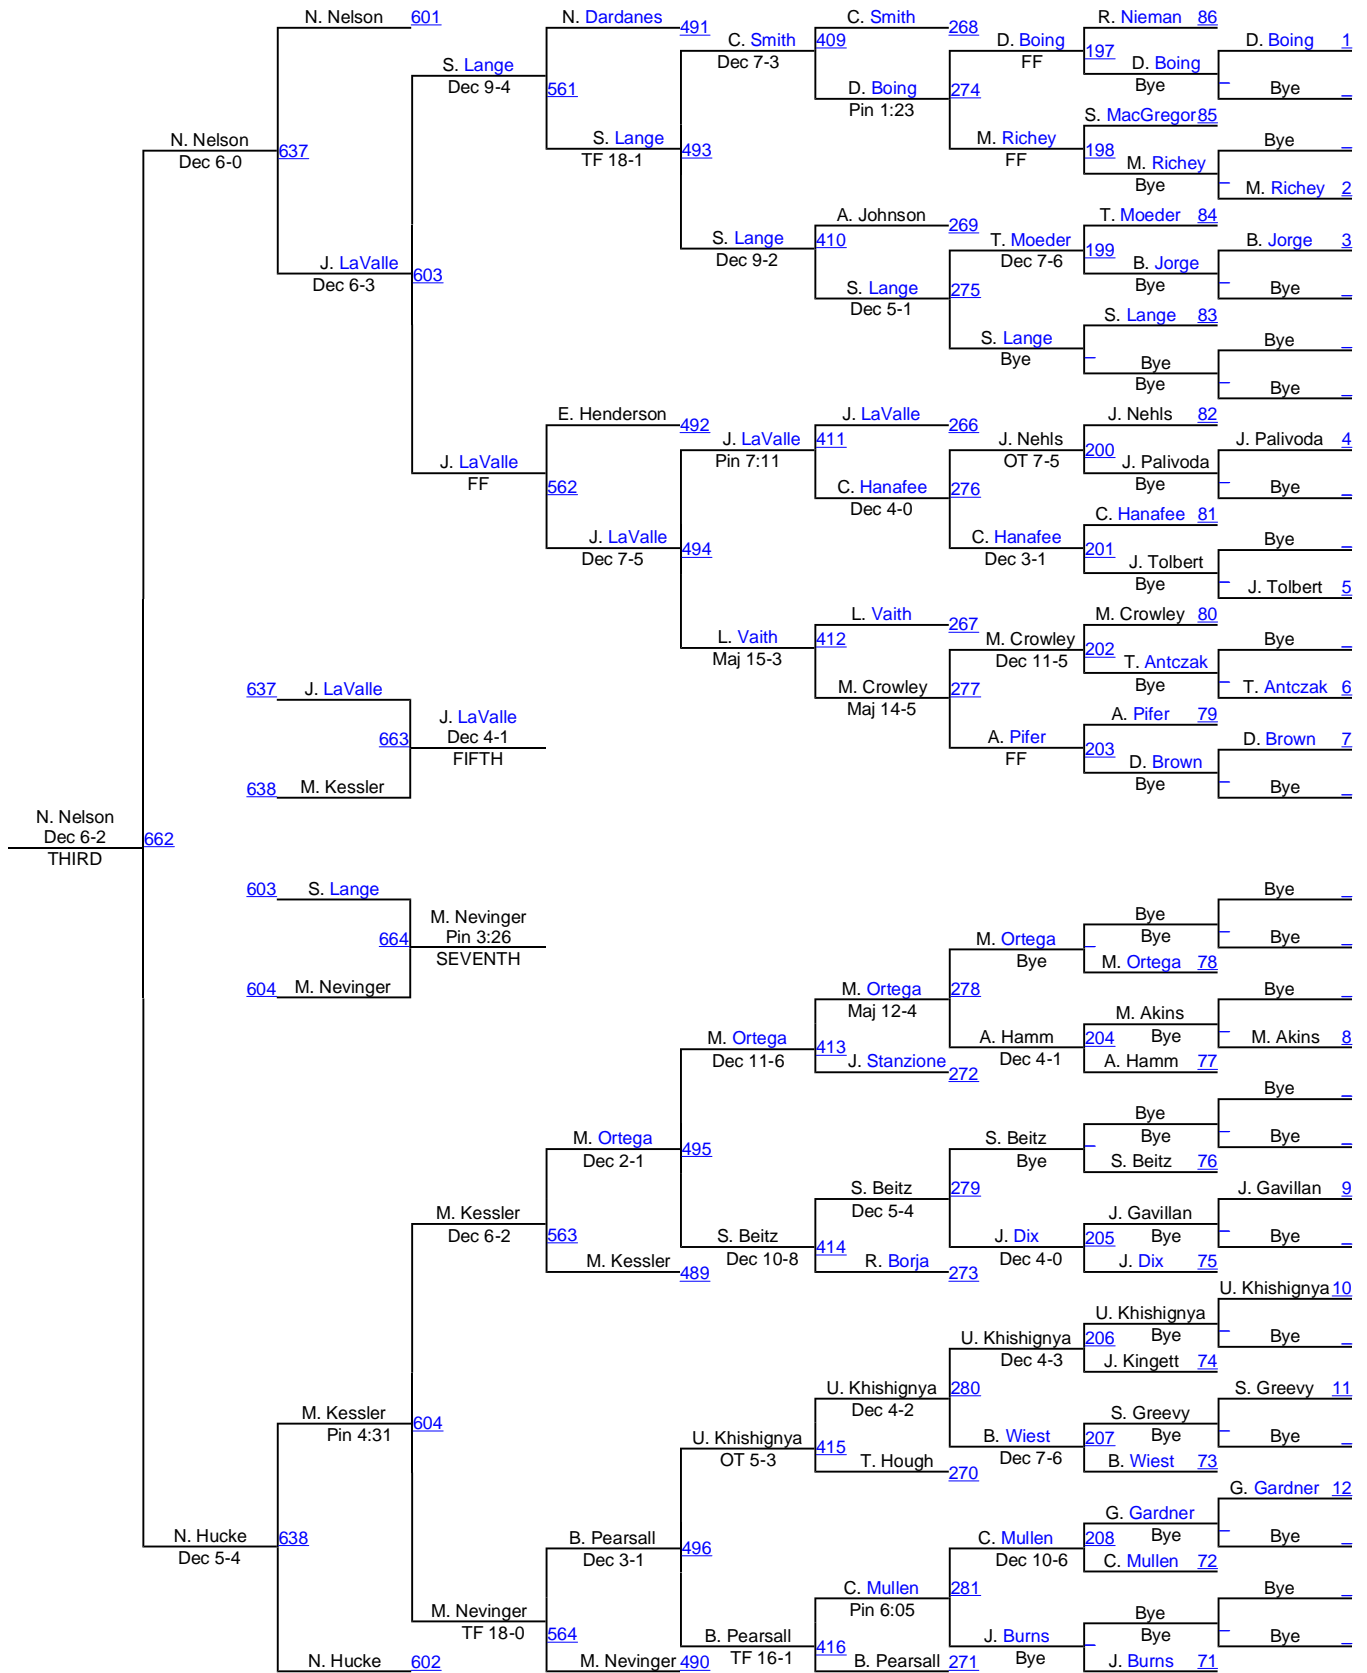 N. Nelson 601 N. Dardanes 491 C. Smith 268 R. Nieman 86
C. Smith 409 D. Boing 197 D. Boing 1
S. Lange Dec 7-3 FF D. Boing
Dec 9-4 561 D. Boing 274 Bye _ Bye _
Pin 1:23 S. MacGregor 85
N. Nelson S. Lange M. Richey Bye _
Dec 6-0 637 TF 18-1 493 FF 198 M. Richey
Bye _ M. Richey 2
A. Johnson 269 T. Moeder 84
S. Lange 410 T. Moeder B. Jorge 3
J. LaValle Dec 9-2 Dec 7-6 199 B. Jorge
Dec 6-3 603 S. Lange 275 Bye _ Bye _
Dec 5-1 S. Lange 83
S. Lange Bye _
Bye _ Bye
Bye _ Bye _
E. Henderson 492 J. LaValle 266 J. Nehls 82
J. LaValle 411 J. Nehls J. Palivoda 4
J. LaValle Pin 7:11 OT 7-5 200 J. Palivoda
FF 562 C. Hanafee 276 Bye _ Bye _
Dec 4-0 C. Hanafee 81
J. LaValle C. Hanafee Bye _
Dec 7-5 494 Dec 3-1 201 J. Tolbert
Bye _ J. Tolbert 5
L. Vaith 267 M. Crowley 80
L. Vaith 412 M. Crowley Bye _
Maj 15-3 Dec 11-5 202 T. Antczak
637 J. LaValle M. Crowley 277 Bye _ T. Antczak 6
J. LaValle Maj 14-5 A. Pifer 79
663 Dec 4-1 A. Pifer D. Brown 7
FIFTH FF 203 D. Brown
638 M. Kessler Bye _ Bye _
N. Nelson
Dec 6-2 662
THIRD
603 S. Lange Bye _
M. Nevinger Bye
664 Pin 3:26 M. Ortega _ Bye _ Bye _
SEVENTH Bye M. Ortega 78
604 M. Nevinger M. Ortega 278 Bye _
Maj 12-4 M. Akins
M. Ortega 413 A. Hamm 204 Bye _ M. Akins 8
Dec 11-6 J. Stanzione 272 Dec 4-1 A. Hamm 77
Bye _
M. Ortega 495 Bye
Dec 2-1 S. Beitz _ Bye _ Bye _
Bye S. Beitz 76
S. Beitz 279 J. Gavillan 9
M. Kessler Dec 5-4 J. Gavillan
Dec 6-2 563 S. Beitz 414 J. Dix 205 Bye _ Bye _
M. Kessler 489 Dec 10-8 R. Borja 273 Dec 4-0 J. Dix 75
U. Khishignya 10
U. Khishignya
U. Khishignya 206 Bye _ Bye _
Dec 4-3 J. Kingett 74
U. Khishignya 280 S. Greevy 11
M. Kessler Dec 4-2 S. Greevy
Pin 4:31 604 U. Khishignya 415 B. Wiest 207 Bye _ Bye _
OT 5-3 T. Hough 270 Dec 7-6 B. Wiest 73
G. Gardner 12
G. Gardner
N. Hucke 638 B. Pearsall 496 C. Mullen 208 Bye _ Bye _
Dec 5-4 Dec 3-1 Dec 10-6 C. Mullen 72
C. Mullen 281 Bye _
M. Nevinger Pin 6:05 Bye
TF 18-0 564 B. Pearsall 416 J. Burns _ Bye _ Bye _
N. Hucke 602 M. Nevinger 490 TF 16-1 B. Pearsall 271 Bye J. Burns 71